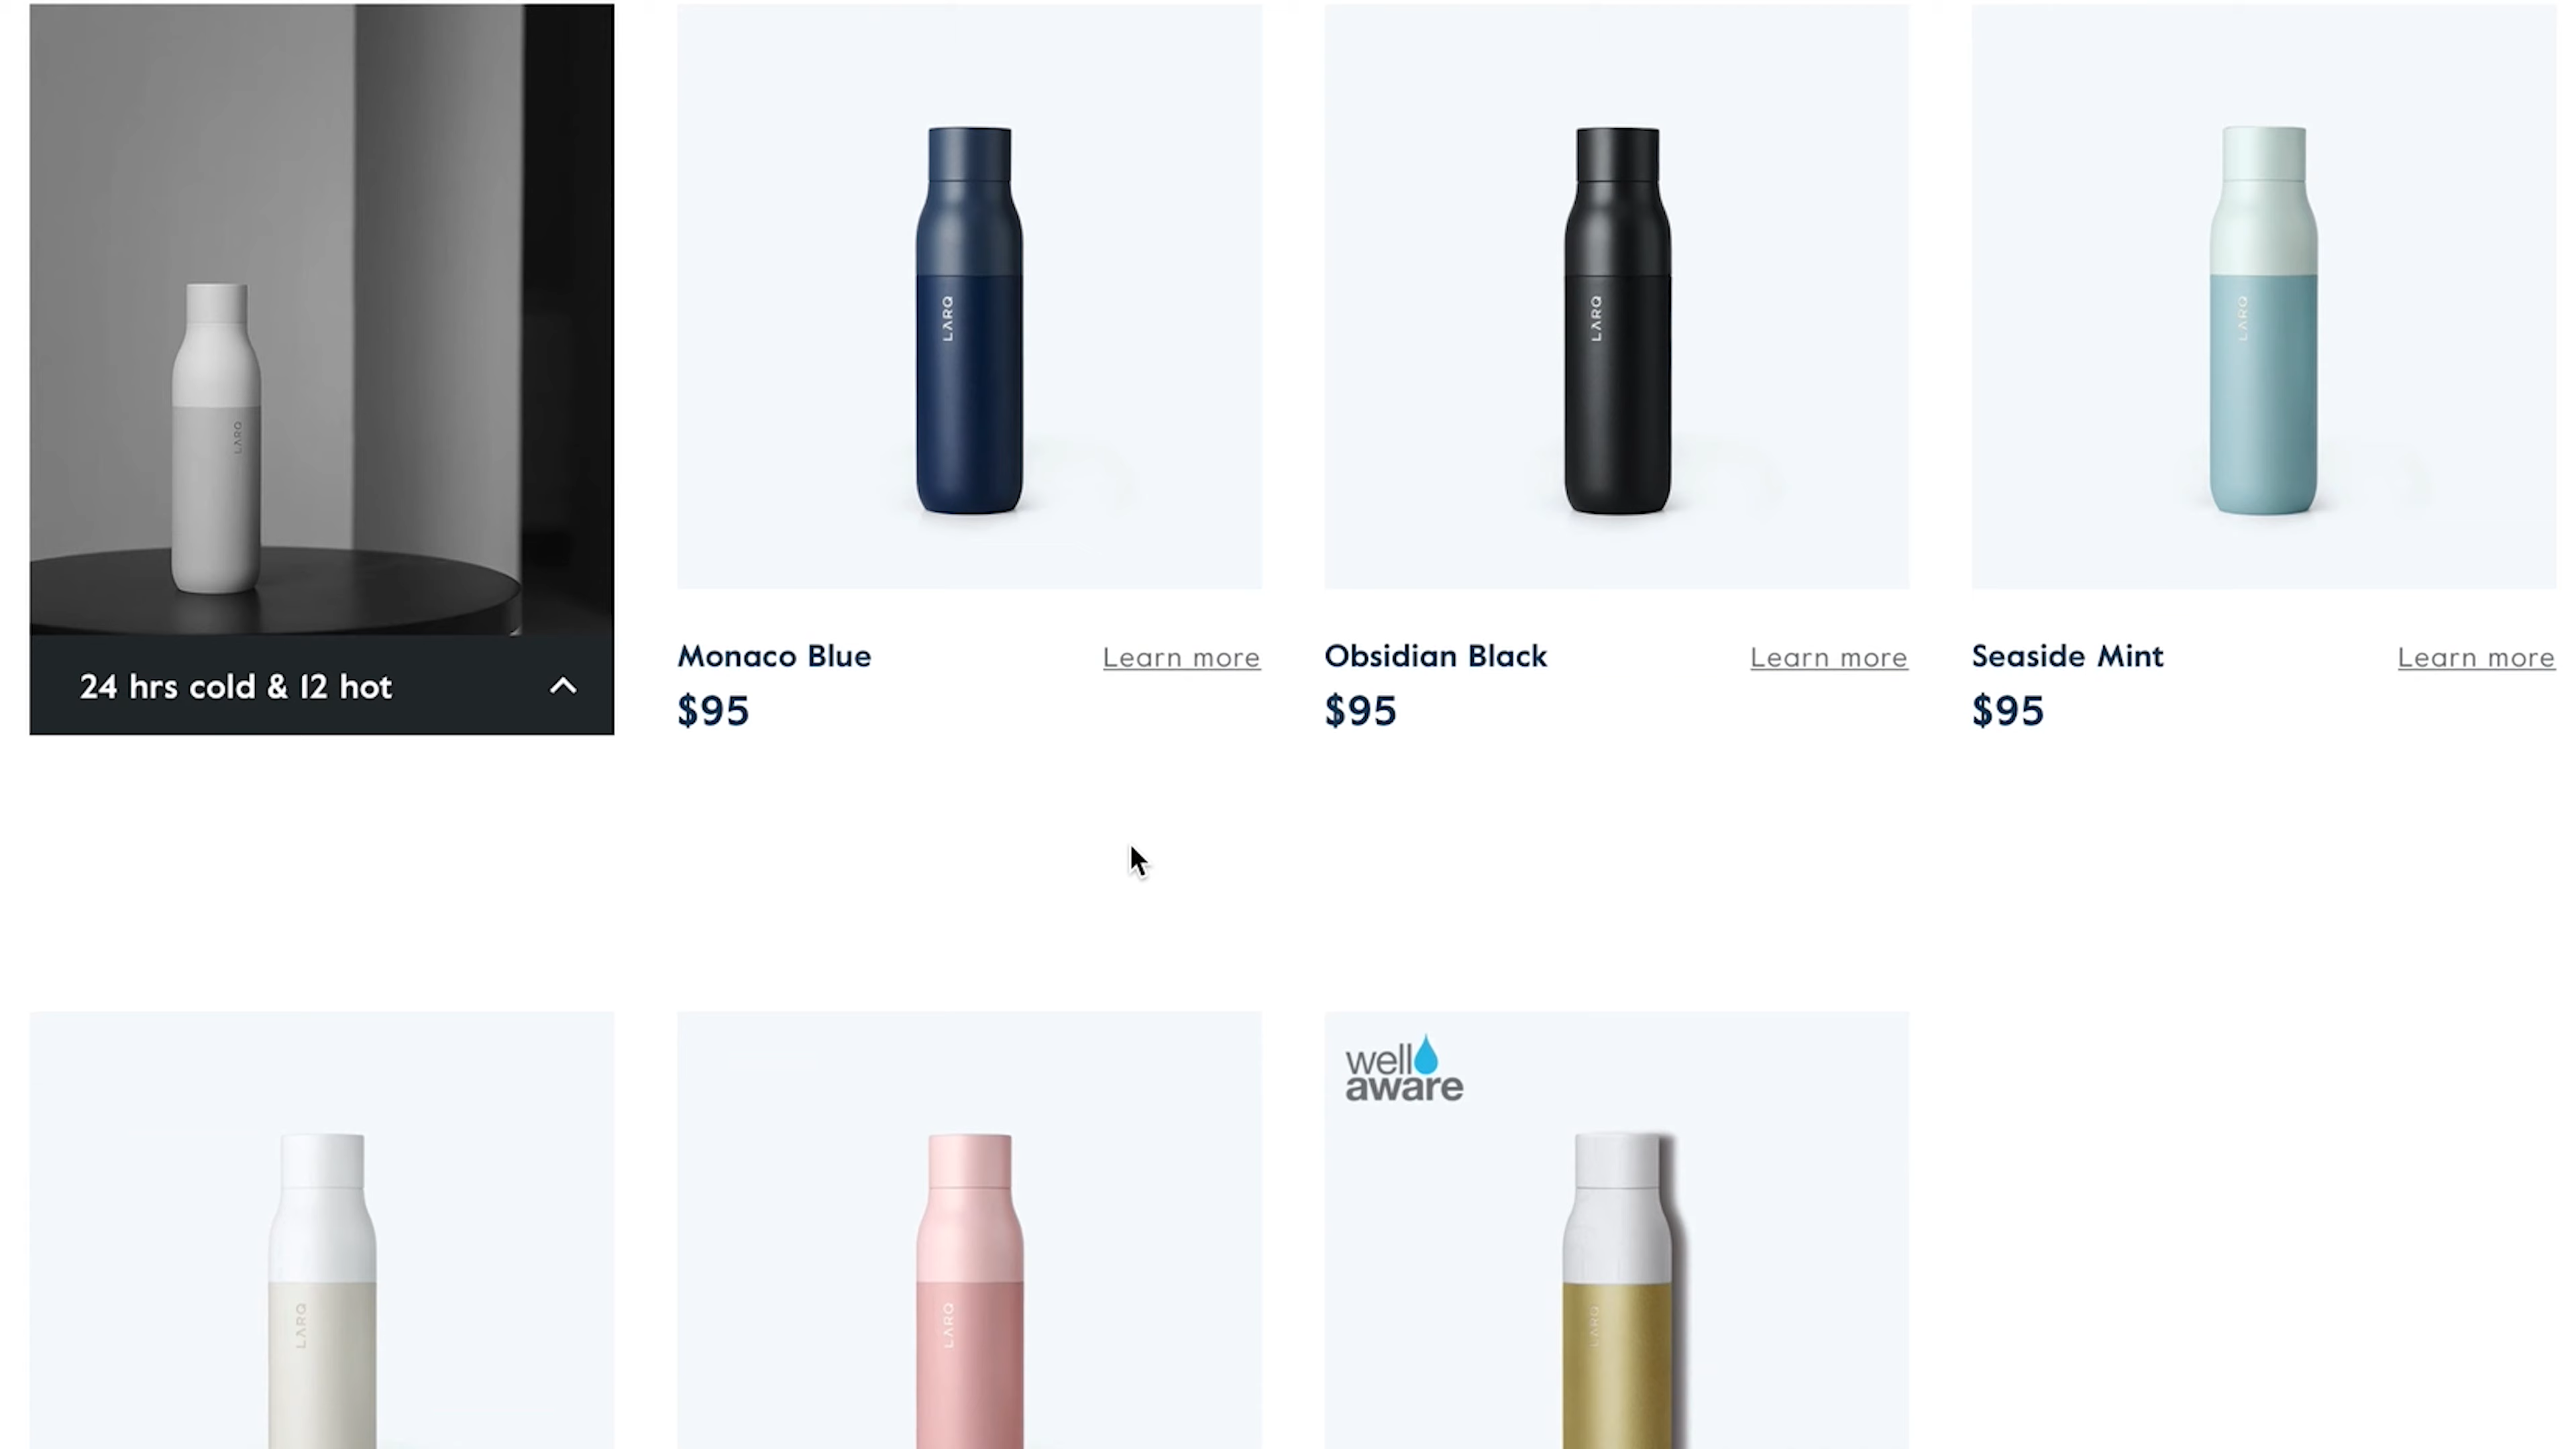 LARQ
LARQ
LARQ
LARQ
Monaco Blue
Learn more
$95
Obsidian Black
Learn more
$95
Seaside Mint
Learn more
$95
24 hrs cold & 12 hot
well
aware
LARQ
LARQ
LARQ